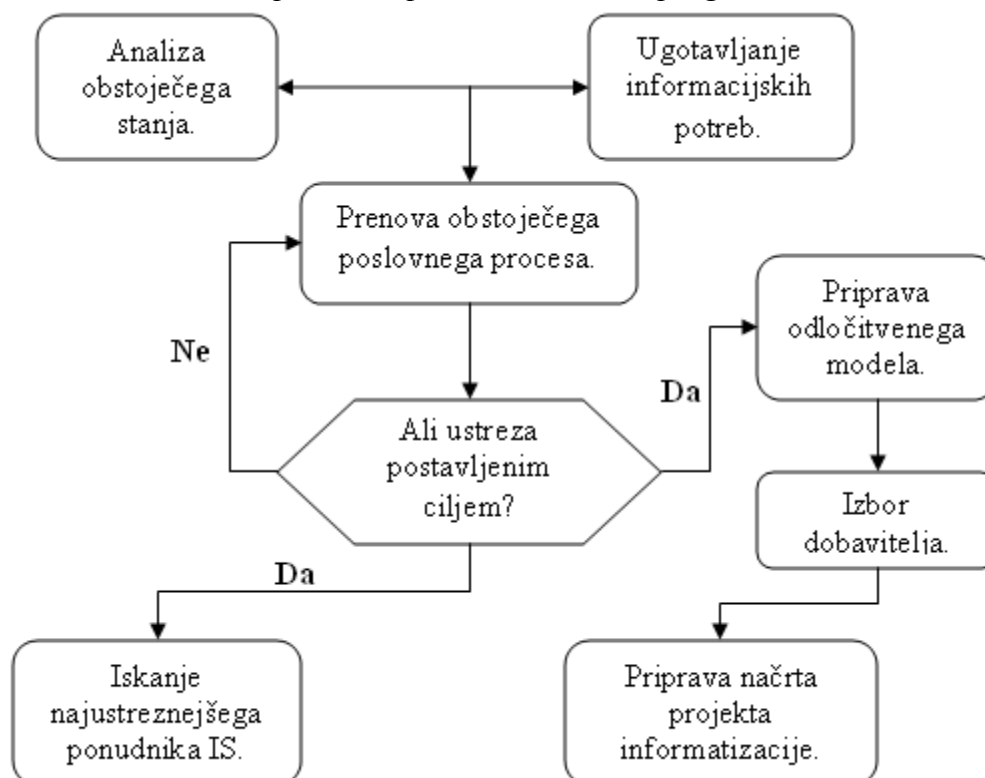 Analiza
obstoječega
stanja.
Ugotavljanje
informacijskih
potreb.
Prenova obstoječega
poslovnega procesa.
Priprava
odločitvenega
modela.
Ne
Da
Ali ustreza
postavljenim
ciljem?
Izbor
dobavitelja.
Da
Iskanje
najustreznejšega
ponudnika IS.
Priprava načrta
projekta
informatizacije.